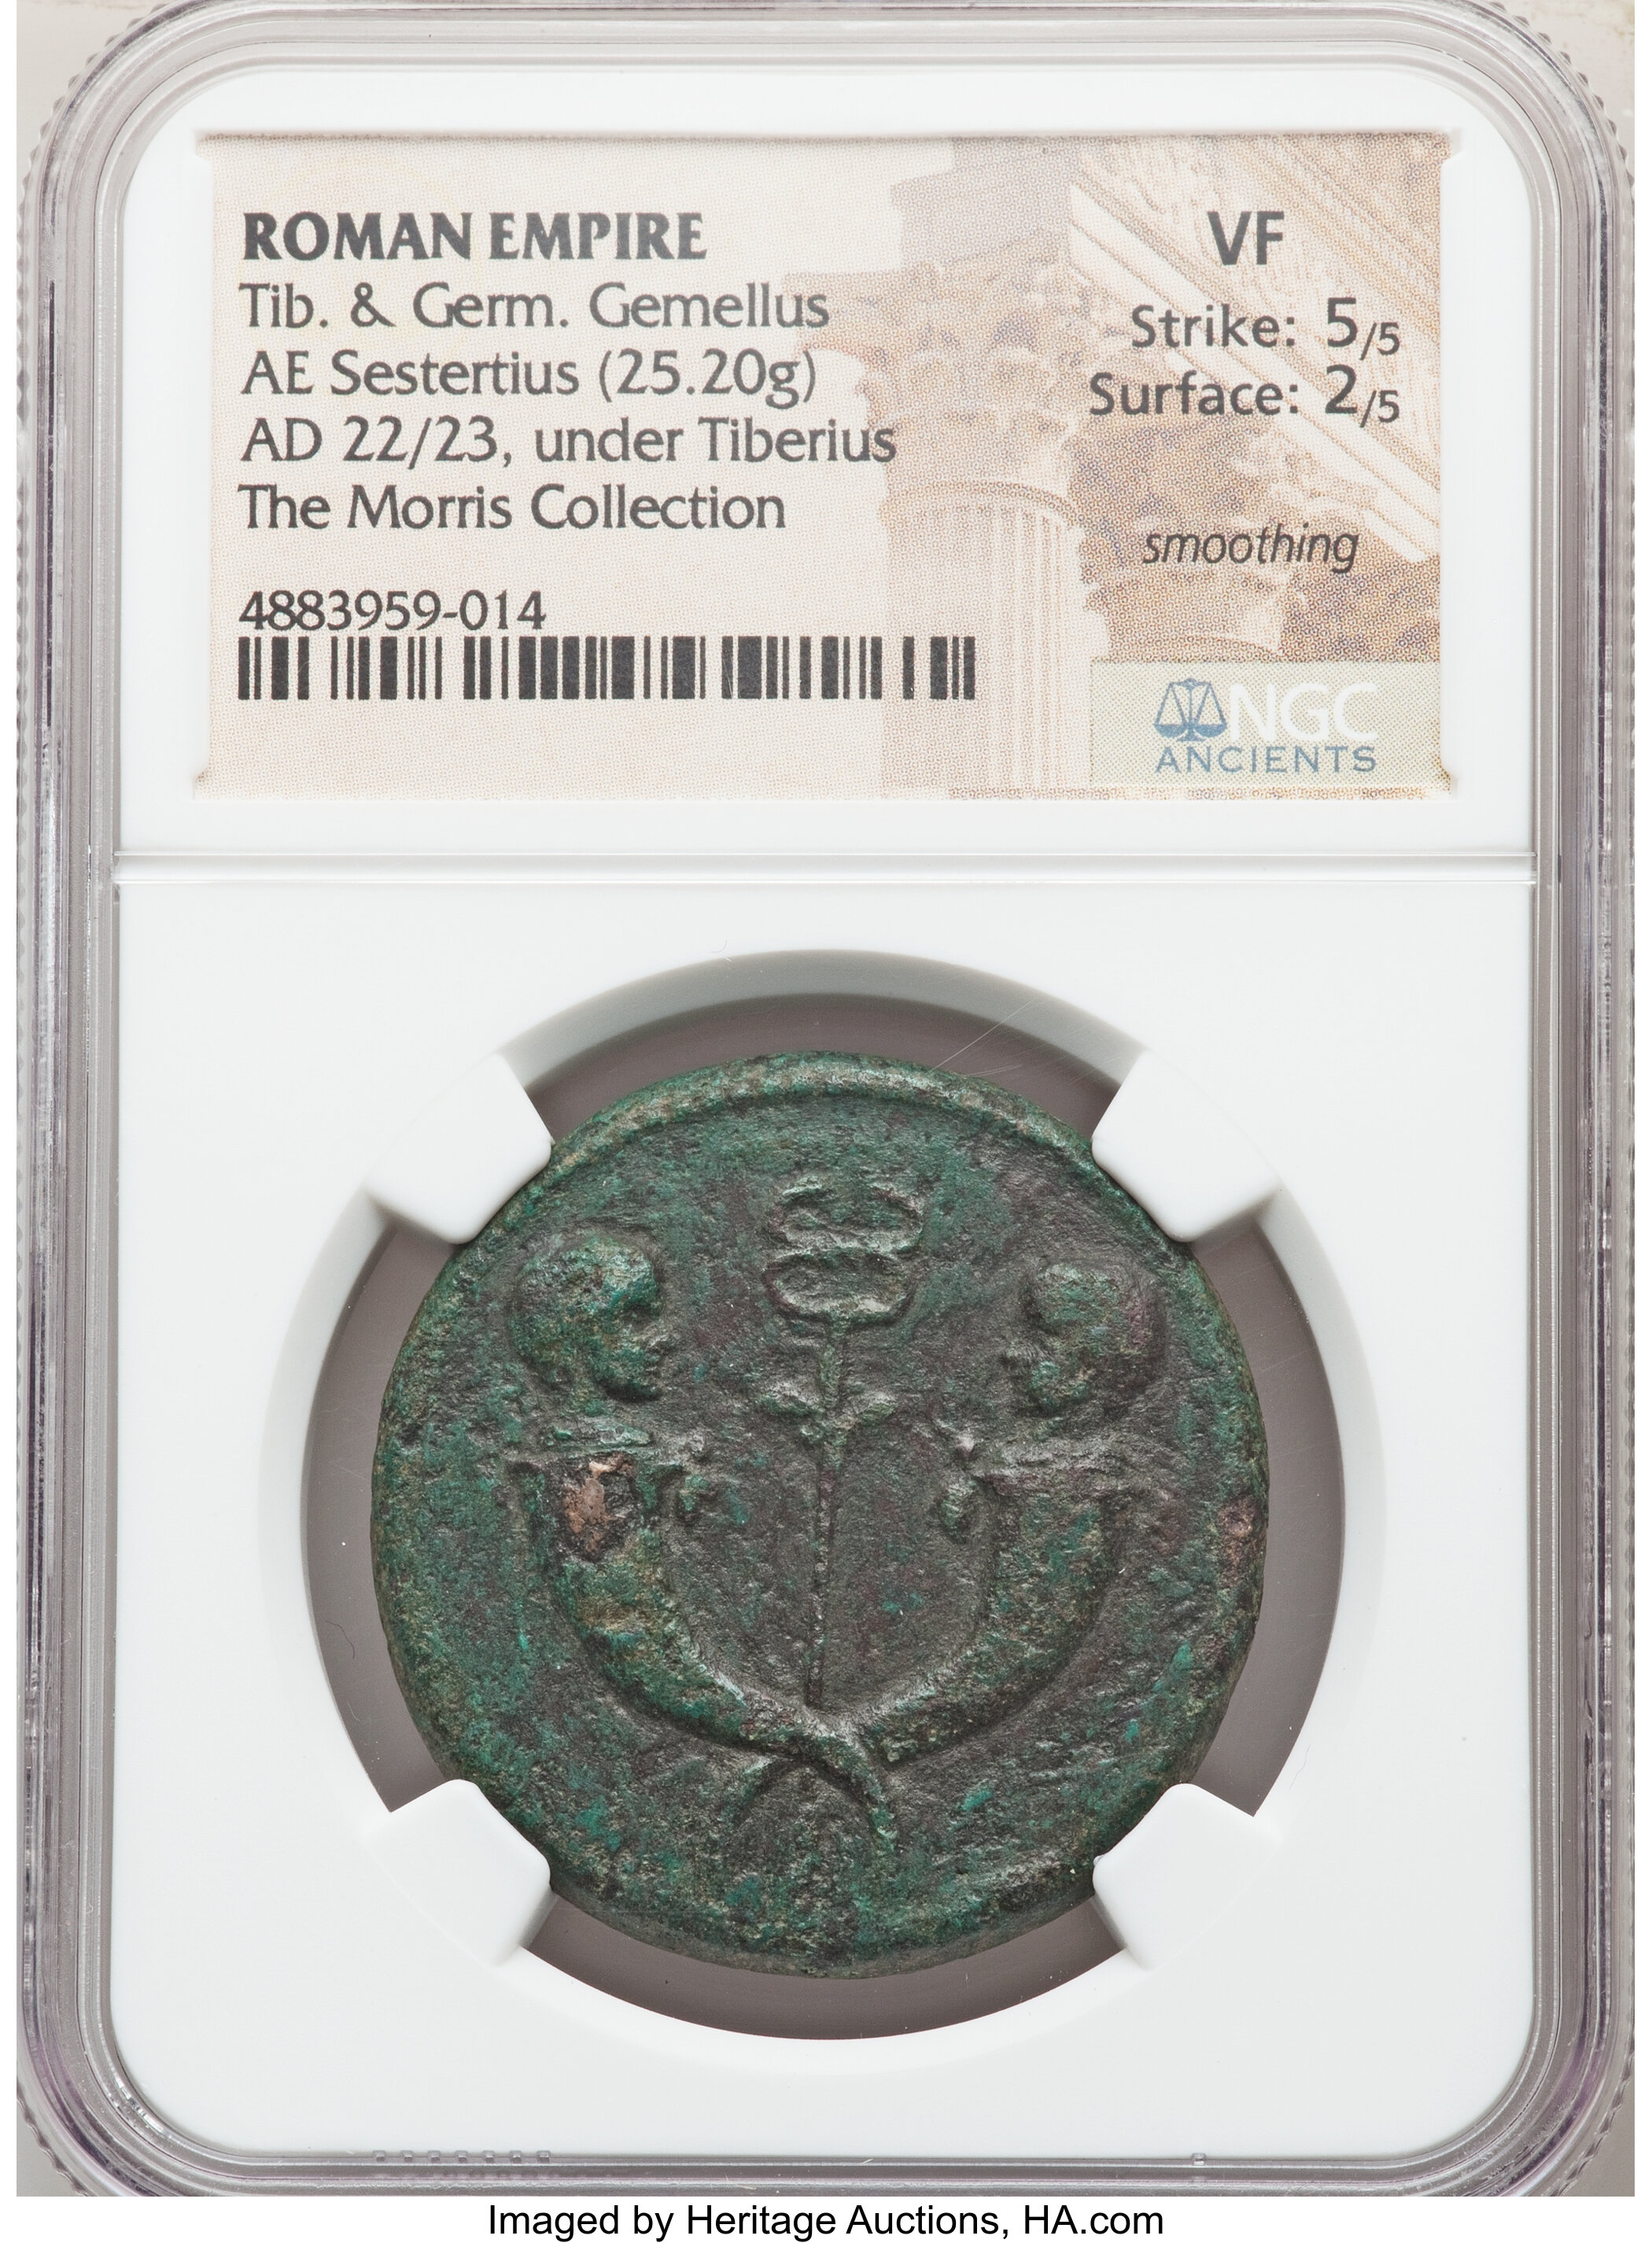 ROMAN EMPIRE
Tib. & Germ. Gemellus
AE Sestertius (25.20g)
AD 22/23, under Tiberius
The Morris Collection
4883959-014
VF
Strike: 5/5
Surface: 2/5
smoothing
NGC
ANCIENTS
Imaged by Heritage Auctions, HA.com